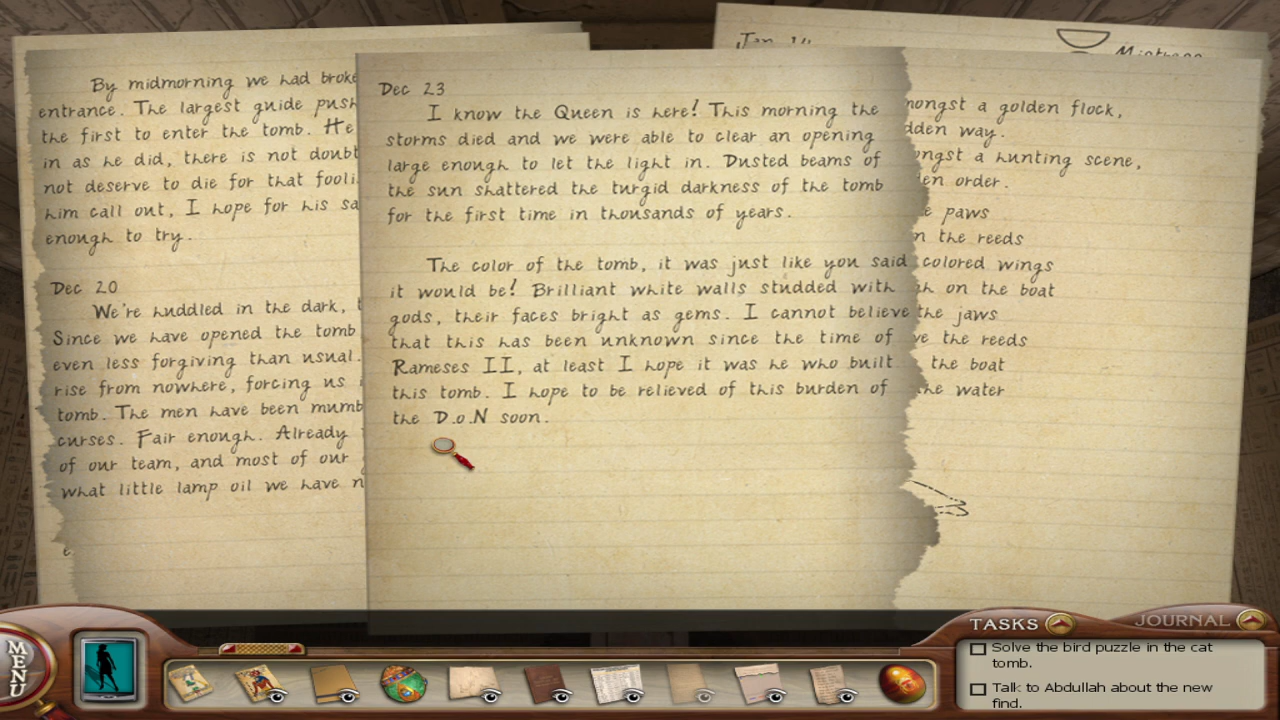 By midmorning we had broke
entrance. The largest guide push
the first to enter the tomb. He
in as he did, there is not doubt
not deserve to die for that fooli
him call out, I hope for his sa
enough to try.
Dec 20
We're huddled in the dark,
Since we have opened the tomb
even less forgiving than usual.
rise from nowhere, forcing us
tomb. The men have been mumb
curses. Fair enough. Already
of our team, and most of our
what little lamp oil we have n
Dec 23
I know the Queen is here! This morning the
storms died and we were able to clear an opening
large enough to let the light in. Dusted beams of
the sun shattered the turgid darkness of the tomb
for the first time in thousands of years.
The color of the tomb, it was just like you said
it would be! Brilliant white walls studded with
gods, their faces bright as gems. I cannot believe
that this has been unknown since the time of
Rameses II, at least I hope it was he who built
this tomb. I hope to be relieved of this burden of
the D.o.N soon.
Mistress
mongst a golden flock,
dden way.
ongst a hunting scene,
en order.
e paws
n the reeds
colored wings
h on the boat
the jaws
ve the reeds
the boat
he water
MENU
TASKS
JOURNAL
Solve the bird puzzle in the cat
tomb.
Talk to Abdullah about the new
find.